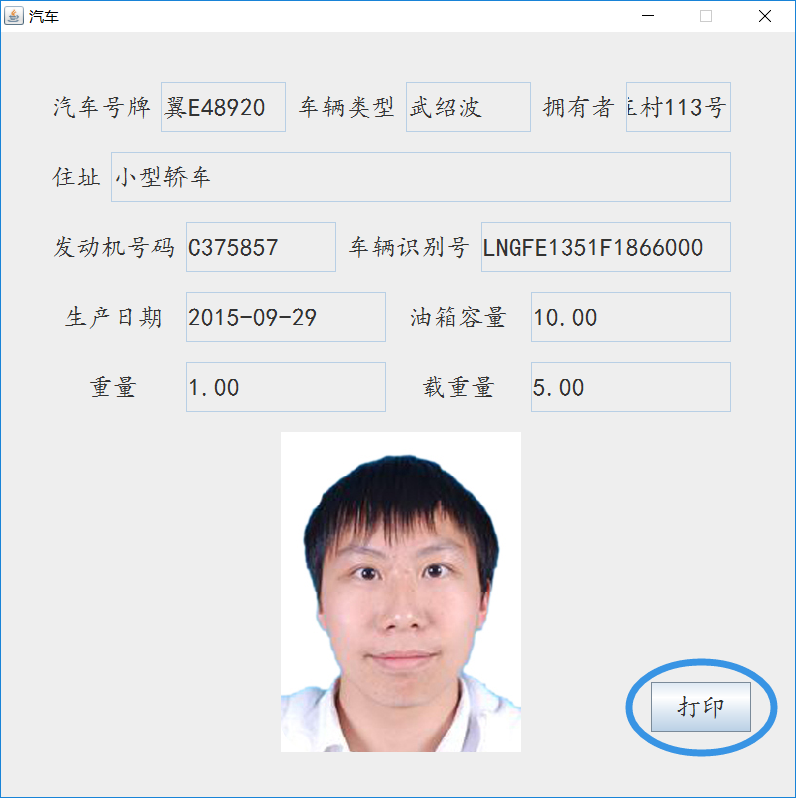 汽车
汽车号牌 翼E48920 车辆类型 武绍波 拥有者 村113号
住址 小型轿车
发动机号码 C375857 车辆识别号 LNGFE1351F1866000
生产日期 2015-09-29 油箱容量 10.00
重量 1.00 载重量 5.00
打印